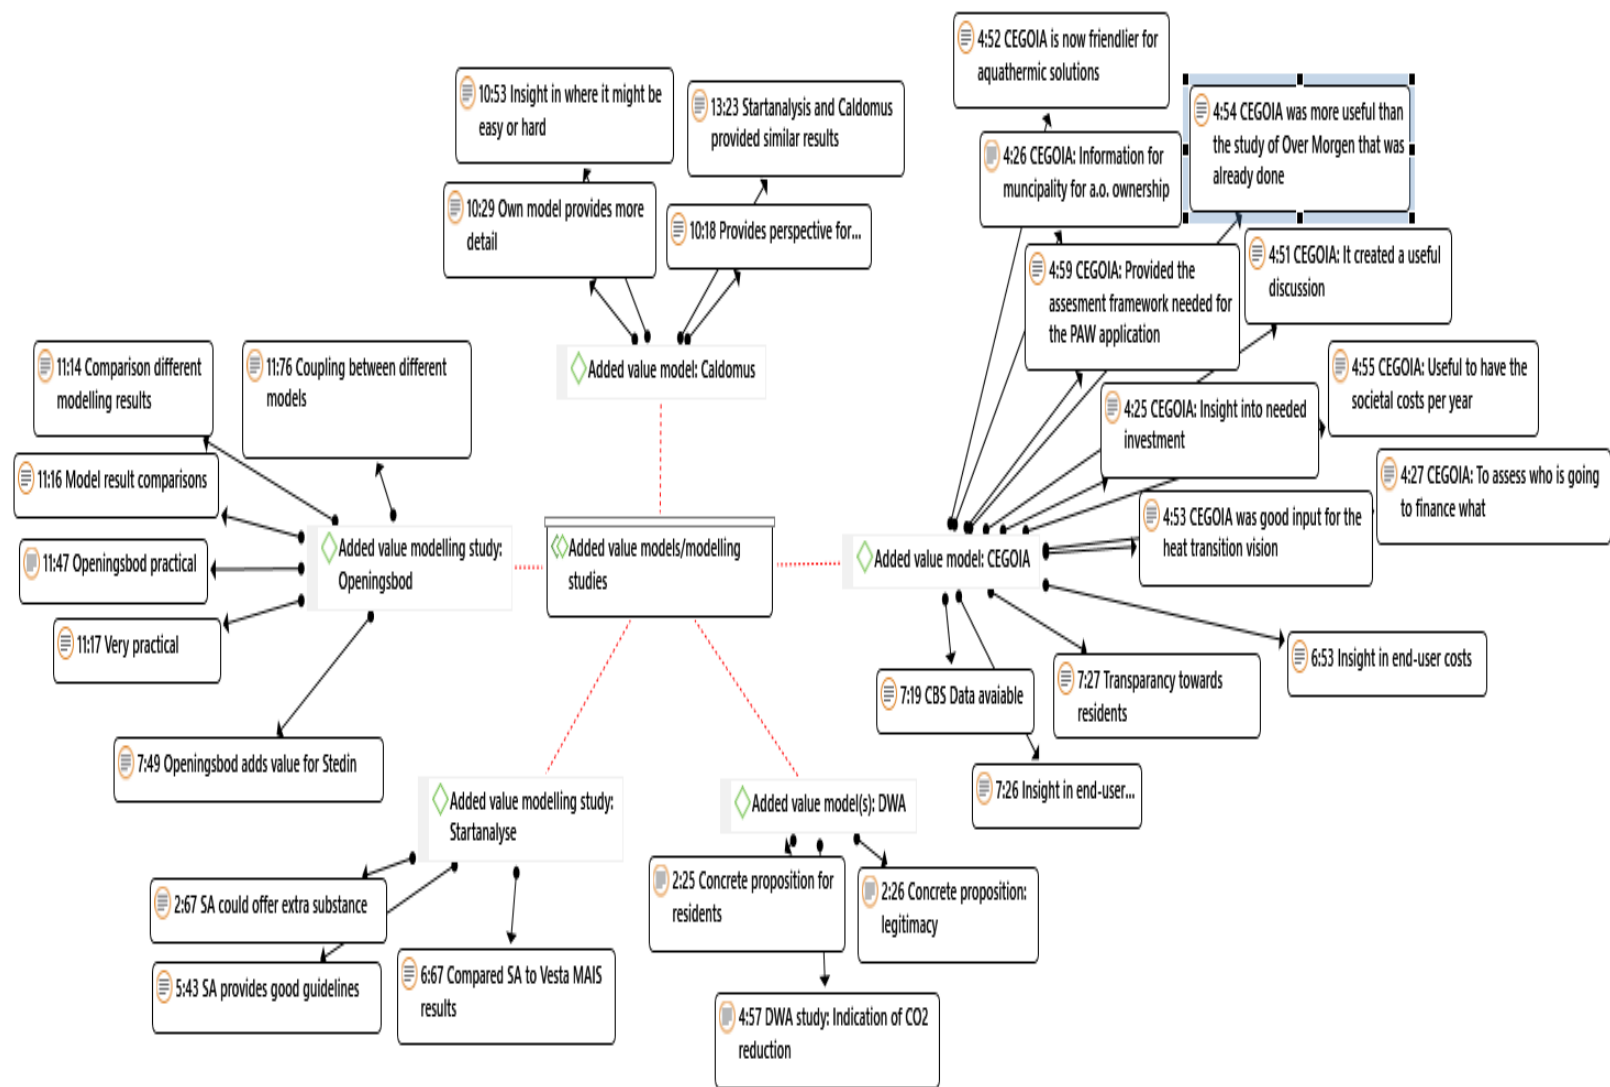 4:52 CEGOIA is now friendlier for
aquathermic solutions
10:53 Insight in where it might be
easy or hard
13:23 Startanalysis and Caldomus
provided similar results
4:54 CEGOIA was more useful than
the study of Over Morgen that was
already done
4:26 CEGOIA: Information for
muncipality for a.o. ownership
10:29 Own model provides more
detail
10:18 Provides perspective for...
4:51 CEGOIA: It created a useful
discussion
4:59 CEGOIA: Provided the
assesment framework needed for
the PAW application
11:14 Comparison different
modelling results
11:76 Coupling between different
models
Added value model: Caldomus
4:55 CEGOIA: Useful to have the
societal costs per year
4:25 CEGOIA: Insight into needed
investment
11:16 Model result comparisons
4:27 CEGOIA: To assess who is going
to finance what
4:53 CEGOIA was good input for the
heat transition vision
Added value modelling study:
Openingsbod
Added value models/modelling
studies
Added value model: CEGOIA
11:47 Openingsbod practical
11:17 Very practical
6:53 Insight in end-user costs
7:19 CBS Data avaiable
7:27 Transparancy towards
residents
7:49 Openingsbod adds value for Stedin
7:26 Insight in end-user...
Added value modelling study:
Startanalyse
Added value model(s): DWA
2:67 SA could offer extra substance
2:25 Concrete proposition for
residents
2:26 Concrete proposition:
legitimacy
5:43 SA provides good guidelines
6:67 Compared SA to Vesta MAIS
results
4:57 DWA study: Indication of CO2
reduction